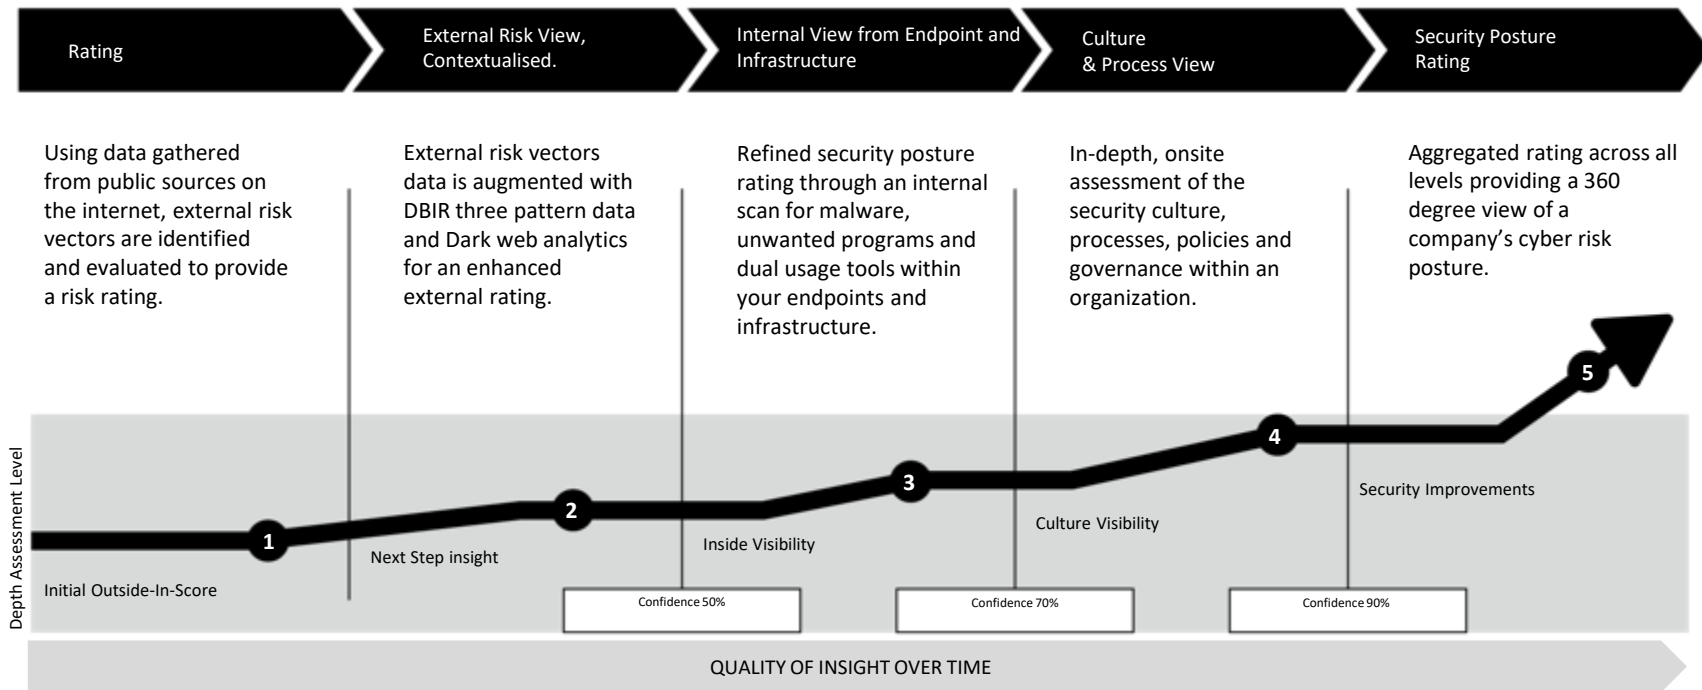 Rating
External Risk View,
Contextualised.
Internal View from Endpoint and
Infrastructure
Culture
& Process View
Security Posture
Rating
Using data gathered
from public sources on
the internet, external risk
vectors are identified
and evaluated to provide
a risk rating.
External risk vectors
data is augmented with
DBIR three pattern data
and Dark web analytics
for an enhanced
external rating.
Refined security posture
rating through an internal
scan for malware,
unwanted programs and
dual usage tools within
your endpoints and
infrastructure.
In-depth, onsite
assessment of the
security culture,
processes, policies and
governance within an
organization.
Aggregated rating across all
levels providing a 360
degree view of a
company’s cyber risk
posture.
Depth Assessment Level
1
2
3
4
5
Initial Outside-In-Score
Next Step insight
Inside Visibility
Culture Visibility
Security Improvements
Confidence 50%
Confidence 70%
Confidence 90%
QUALITY OF INSIGHT OVER TIME